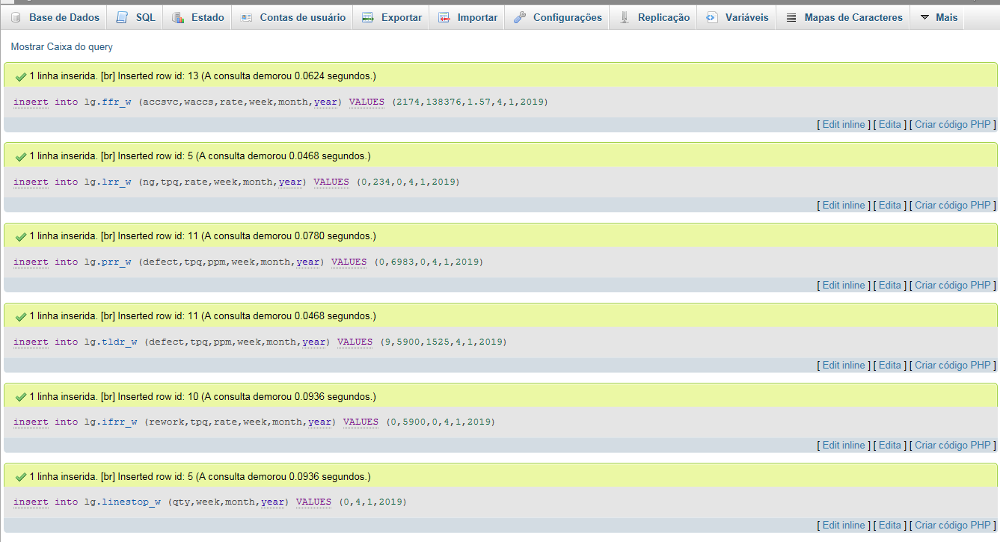 Base de Dados SQL Estado Contas de usuário Exportar Importar Configurações Replicação Variáveis Mapas de Caracteres Mais
Mostrar Caixa do query
1 linha inserida. [br] Inserted row id: 13 (A consulta demorou 0.0624 segundos.)
insert into lg.ffr_w (accsvc,waccs,rate,week,month,year) VALUES (2174,138376,1.57,4,1,2019)
[ Edit inline ] [ Edita ] [ Criar código PHP ]
1 linha inserida. [br] Inserted row id: 5 (A consulta demorou 0.0468 segundos.)
insert into lg.lrr_w (ng,tpq,rate,week,month,year) VALUES (0,234,0,4,1,2019)
[ Edit inline ] [ Edita ] [ Criar código PHP ]
1 linha inserida. [br] Inserted row id: 11 (A consulta demorou 0.0780 segundos.)
insert into lg.prr_w (defect,tpq,ppm,week,month,year) VALUES (0,6983,0,4,1,2019)
[ Edit inline ] [ Edita ] [ Criar código PHP ]
1 linha inserida. [br] Inserted row id: 11 (A consulta demorou 0.0468 segundos.)
insert into lg.tldr_w (defect,tpq,ppm,week,month,year) VALUES (9,5900,1525,4,1,2019)
[ Edit inline ] [ Edita ] [ Criar código PHP ]
1 linha inserida. [br] Inserted row id: 10 (A consulta demorou 0.0936 segundos.)
insert into lg.ifrr_w (rework,tpq,rate,week,month,year) VALUES (0,5900,0,4,1,2019)
[ Edit inline ] [ Edita ] [ Criar código PHP ]
1 linha inserida. [br] Inserted row id: 5 (A consulta demorou 0.0936 segundos.)
insert into lg.linestop_w (qty,week,month,year) VALUES (0,4,1,2019)
[ Edit inline ] [ Edita ] [ Criar código PHP ]